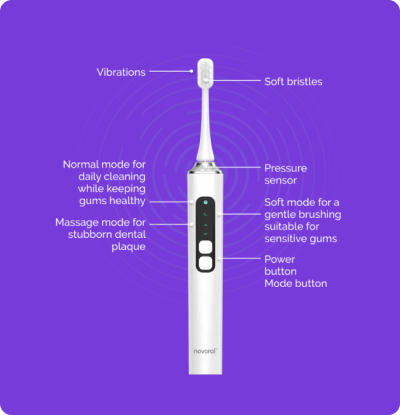 Vibrations
Soft bristles
Normal mode for
daily cleaning
while keeping
gums healthy
Pressure
sensor
Massage mode for
stubborn dental
plaque
Soft mode for a
gentle brushing
suitable for
sensitive gums
Power
button
Mode button
novoral